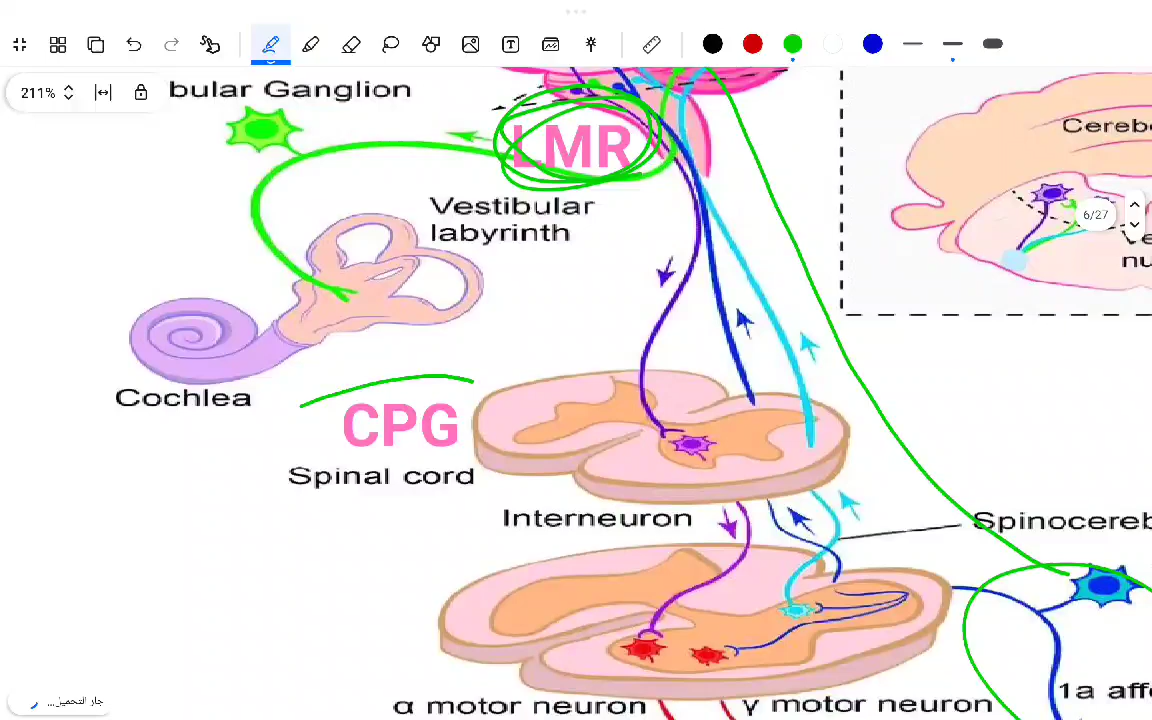 211%
bular Ganglion
LMR
Cerebe
6/27
Vestibular
labyrinth
Ve
nu
Cochlea
CPG
Spinal cord
Interneuron
Spinocereb
1a affe
α motor neuron
γ motor neuron
جار التحميل...